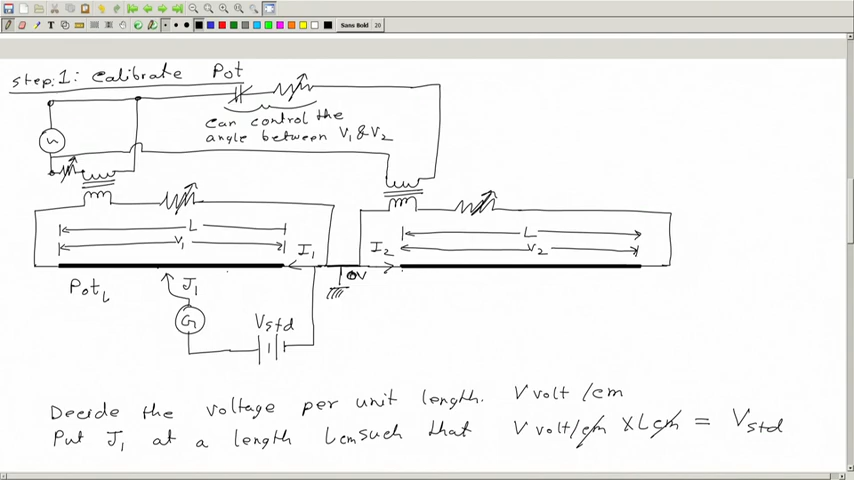 Sans Bold 20
step:1: Calibrate Pot
Can control the
angle between V1 & V2
L
V1
I1
I2
L
V2
0V
Pot1
J1
G
Vstd
Decide the voltage per unit length. V volt /cm
Put J1 at a length Lcm such that V volt/cm X Lcm = Vstd